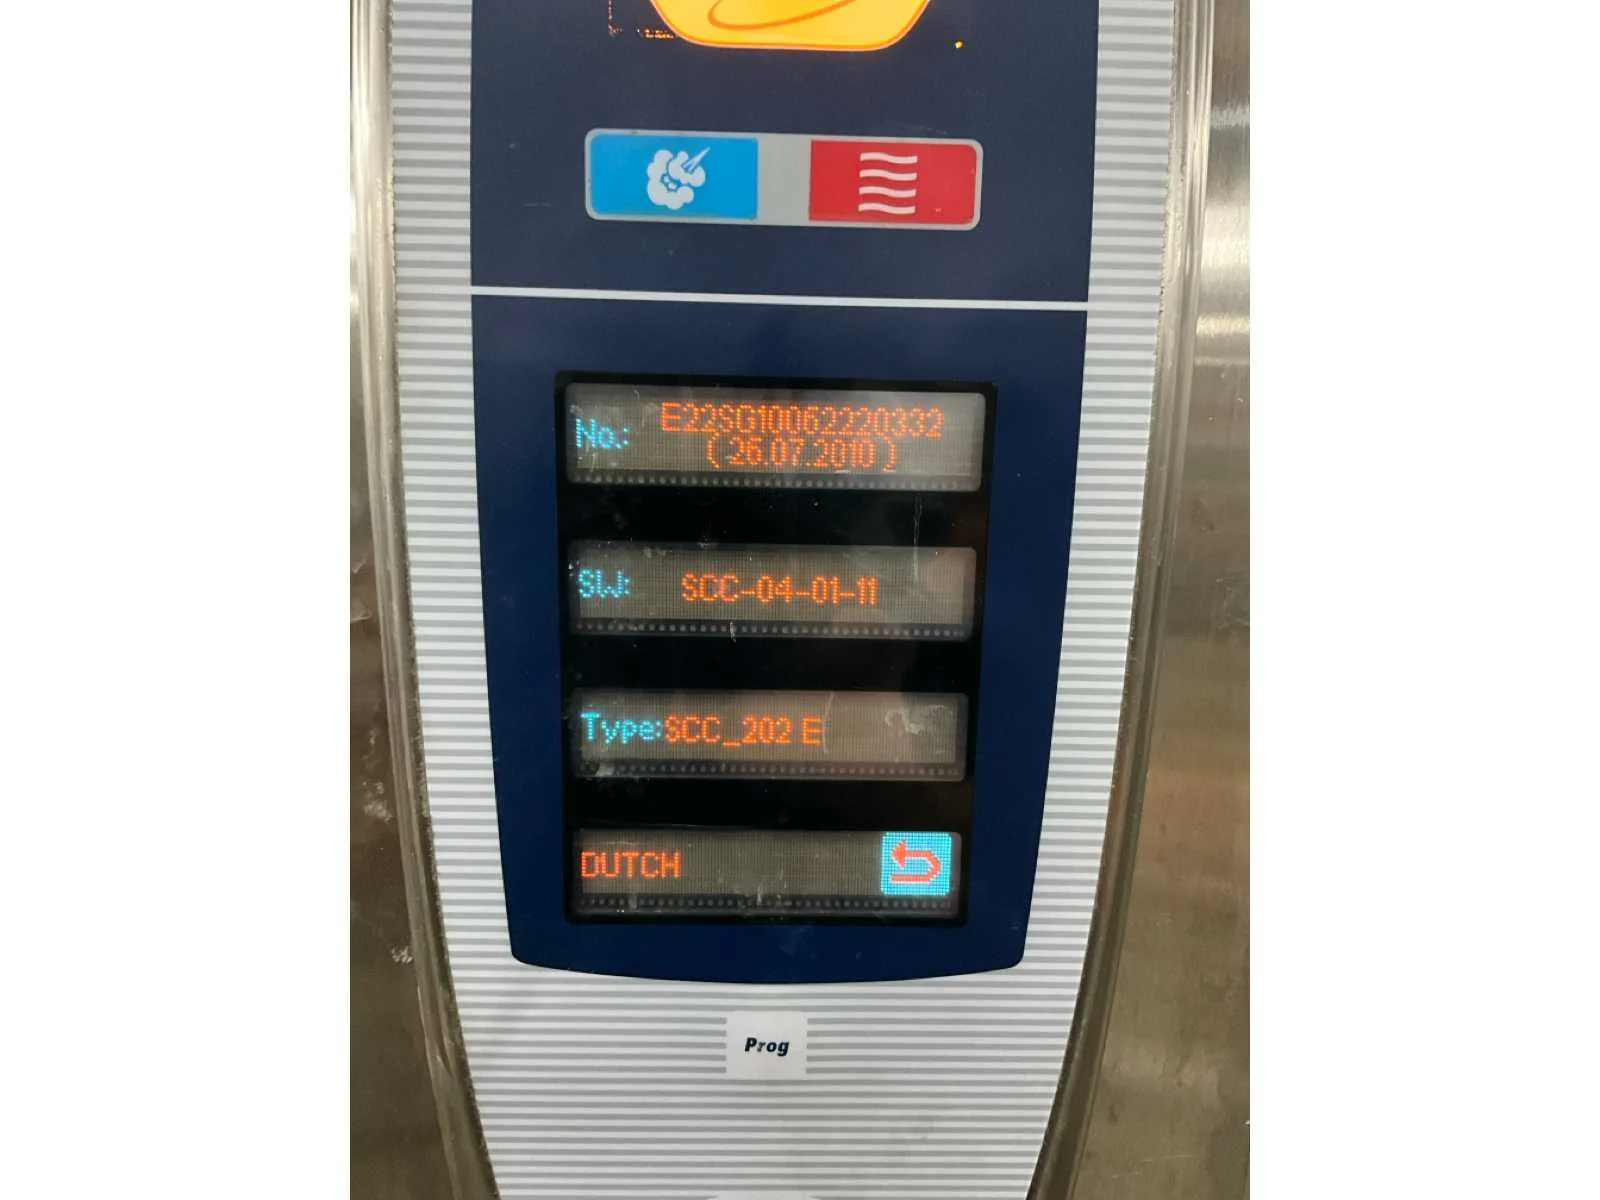 No.: E22SG10062220332
( 26.07.2010 )
SW: SCC-04-01-11
Type: SCC_202 E
DUTCH
Prog